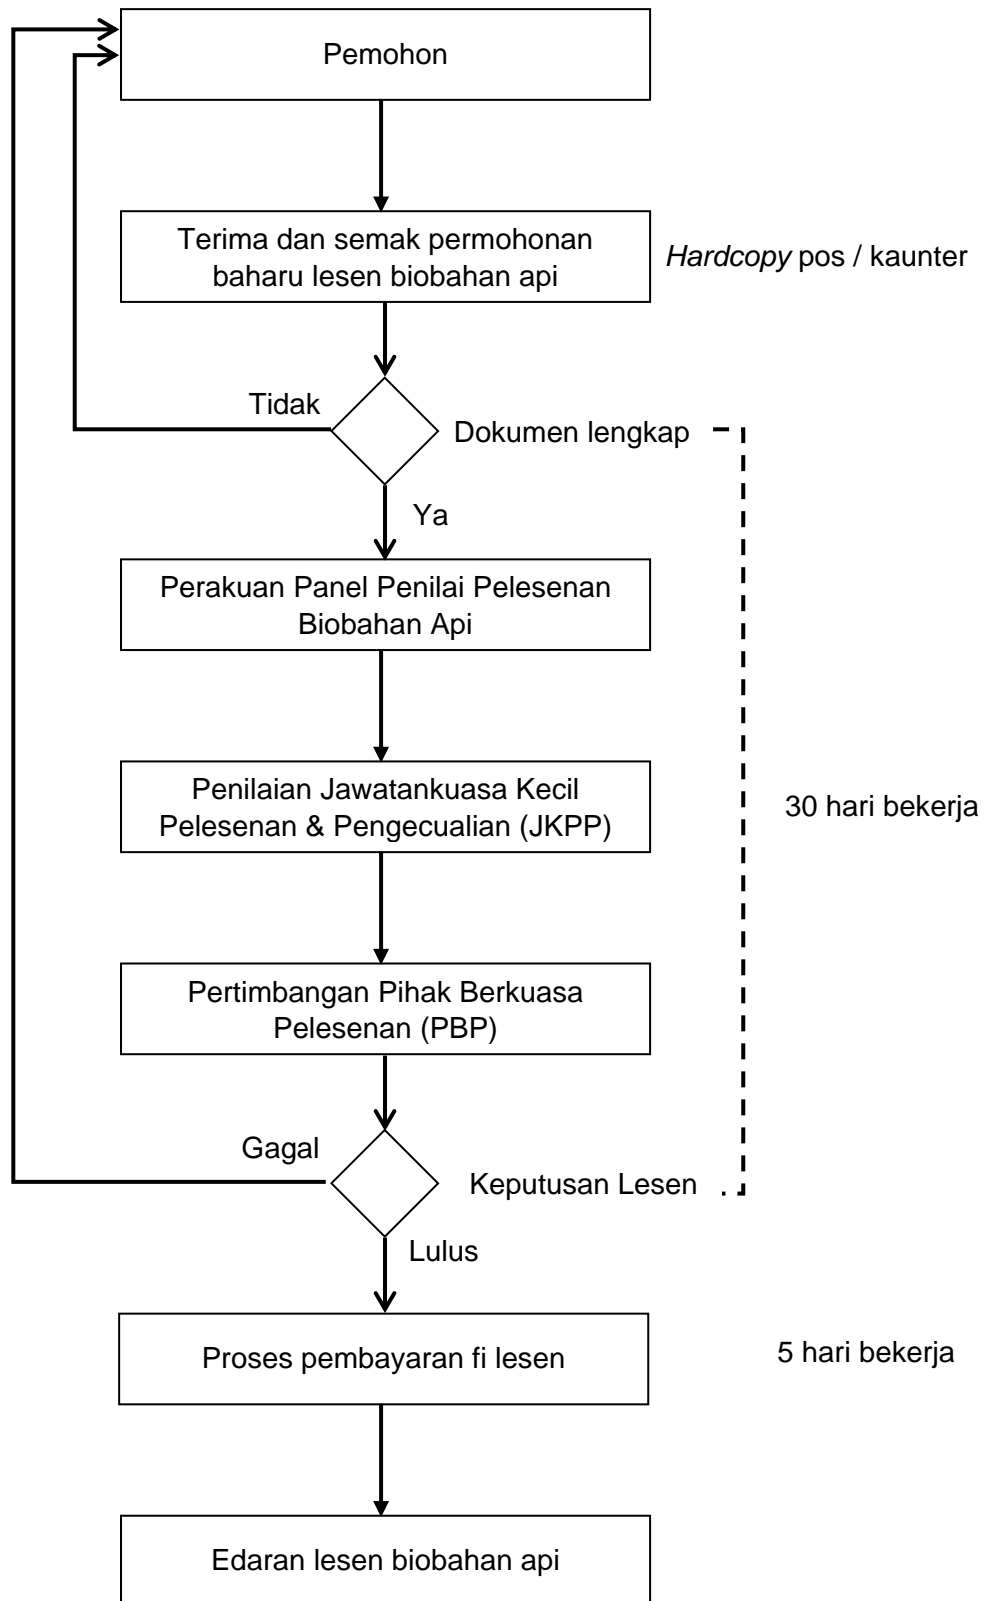 Pemohon
Terima dan semak permohonan
baharu lesen biobahan api
Hardcopy pos / kaunter
Tidak
Dokumen lengkap
Ya
Perakuan Panel Penilai Pelesenan
Biobahan Api
Penilaian Jawatankuasa Kecil
Pelesenan & Pengecualian (JKPP)
30 hari bekerja
Pertimbangan Pihak Berkuasa
Pelesenan (PBP)
Gagal
Keputusan Lesen
Lulus
Proses pembayaran fi lesen
5 hari bekerja
Edaran lesen biobahan api